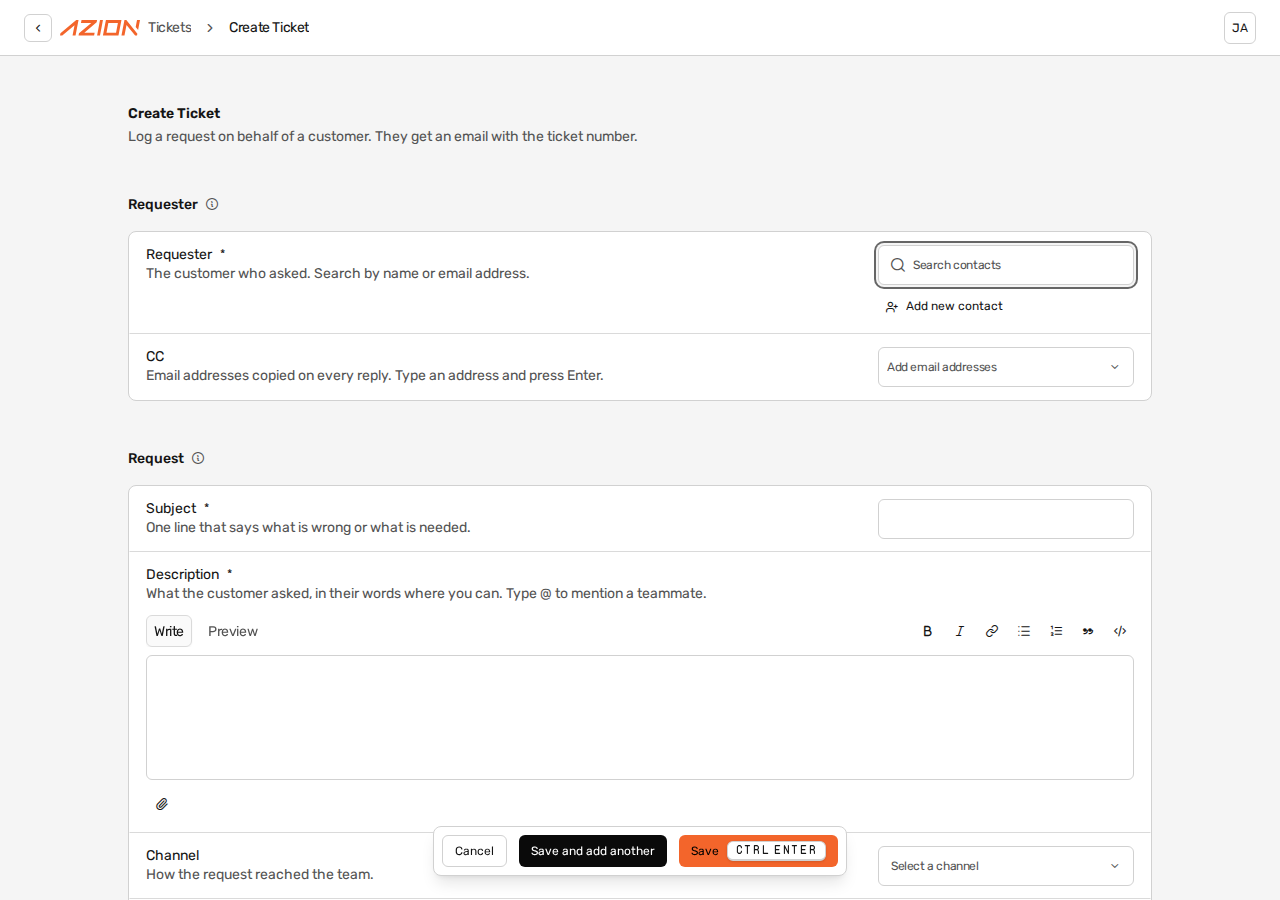 AZION Tickets Create Ticket JA
Create Ticket
Log a request on behalf of a customer. They get an email with the ticket number.
Requester
Requester *
The customer who asked. Search by name or email address.
Search contacts
Add new contact
CC
Email addresses copied on every reply. Type an address and press Enter.
Add email addresses
Request
Subject *
One line that says what is wrong or what is needed.
Description *
What the customer asked, in their words where you can. Type @ to mention a teammate.
Write Preview
Channel
How the request reached the team.
Select a channel
Cancel Save and add another Save CTRL ENTER